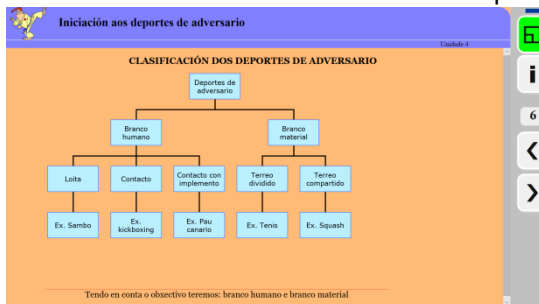 Iniciación aos deportes de adversario
Unidade 4
CLASIFICACIÓN DOS DEPORTES DE ADVERSARIO
Deportes de
adversario
Branco
humano
Branco
material
Loita
Contacto
Contacto con
implemento
Terreo
dividido
Terreo
compartido
Ex. Sambo
Ex.
kickboxing
Ex. Pau
canario
Ex. Tenis
Ex. Squash
Tendo en conta o obxectivo teremos: branco humano e branco material
i
6